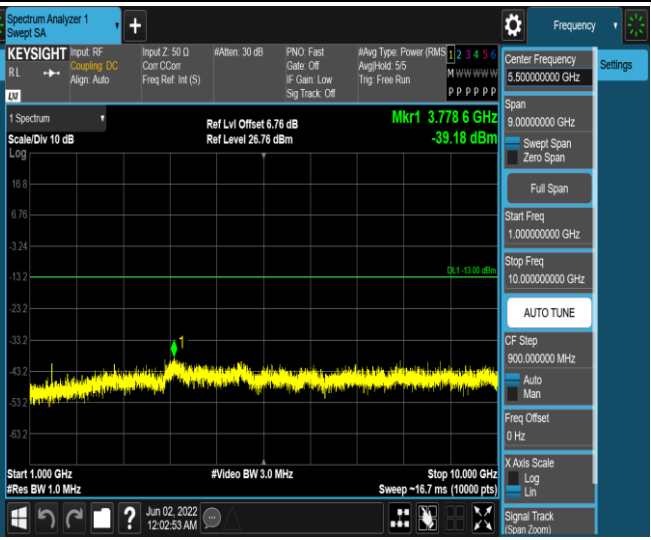 Spectrum Analyzer 1
Swept SA
Frequency
KEYSIGHT
RL
Input: RF
Coupling: DC
Align: Auto
Input Z: 50 Ω
Corr CCorr
Freq Ref: Int (S)
#Atten: 30 dB
PNO: Fast
Gate: Off
IF Gain: Low
Sig Track: Off
#Avg Type: Power (RMS
Avg|Hold: 5/5
Trig: Free Run
1 2 3 4 5 6
M W W W W W
P P P P P P
LXI
1 Spectrum
Scale/Div 10 dB
Log
Ref Lvl Offset 6.76 dB
Ref Level 26.76 dBm
Mkr1 3.778 6 GHz
-39.18 dBm
16.8
6.76
-3.24
-13.2
DL1 -13.00 dBm
-23.2
-33.2
1
-43.2
-53.2
-63.2
Start 1.000 GHz
#Res BW 1.0 MHz
#Video BW 3.0 MHz
Stop 10.000 GHz
Sweep ~16.7 ms (10000 pts)
?
Jun 02, 2022
12:02:53 AM
Center Frequency
5.500000000 GHz
Span
9.00000000 GHz
Swept Span
Zero Span
Full Span
Start Freq
1.000000000 GHz
Stop Freq
10.000000000 GHz
AUTO TUNE
CF Step
900.000000 MHz
Auto
Man
Freq Offset
0 Hz
X Axis Scale
Log
Lin
Signal Track
(Span Zoom)
Settings